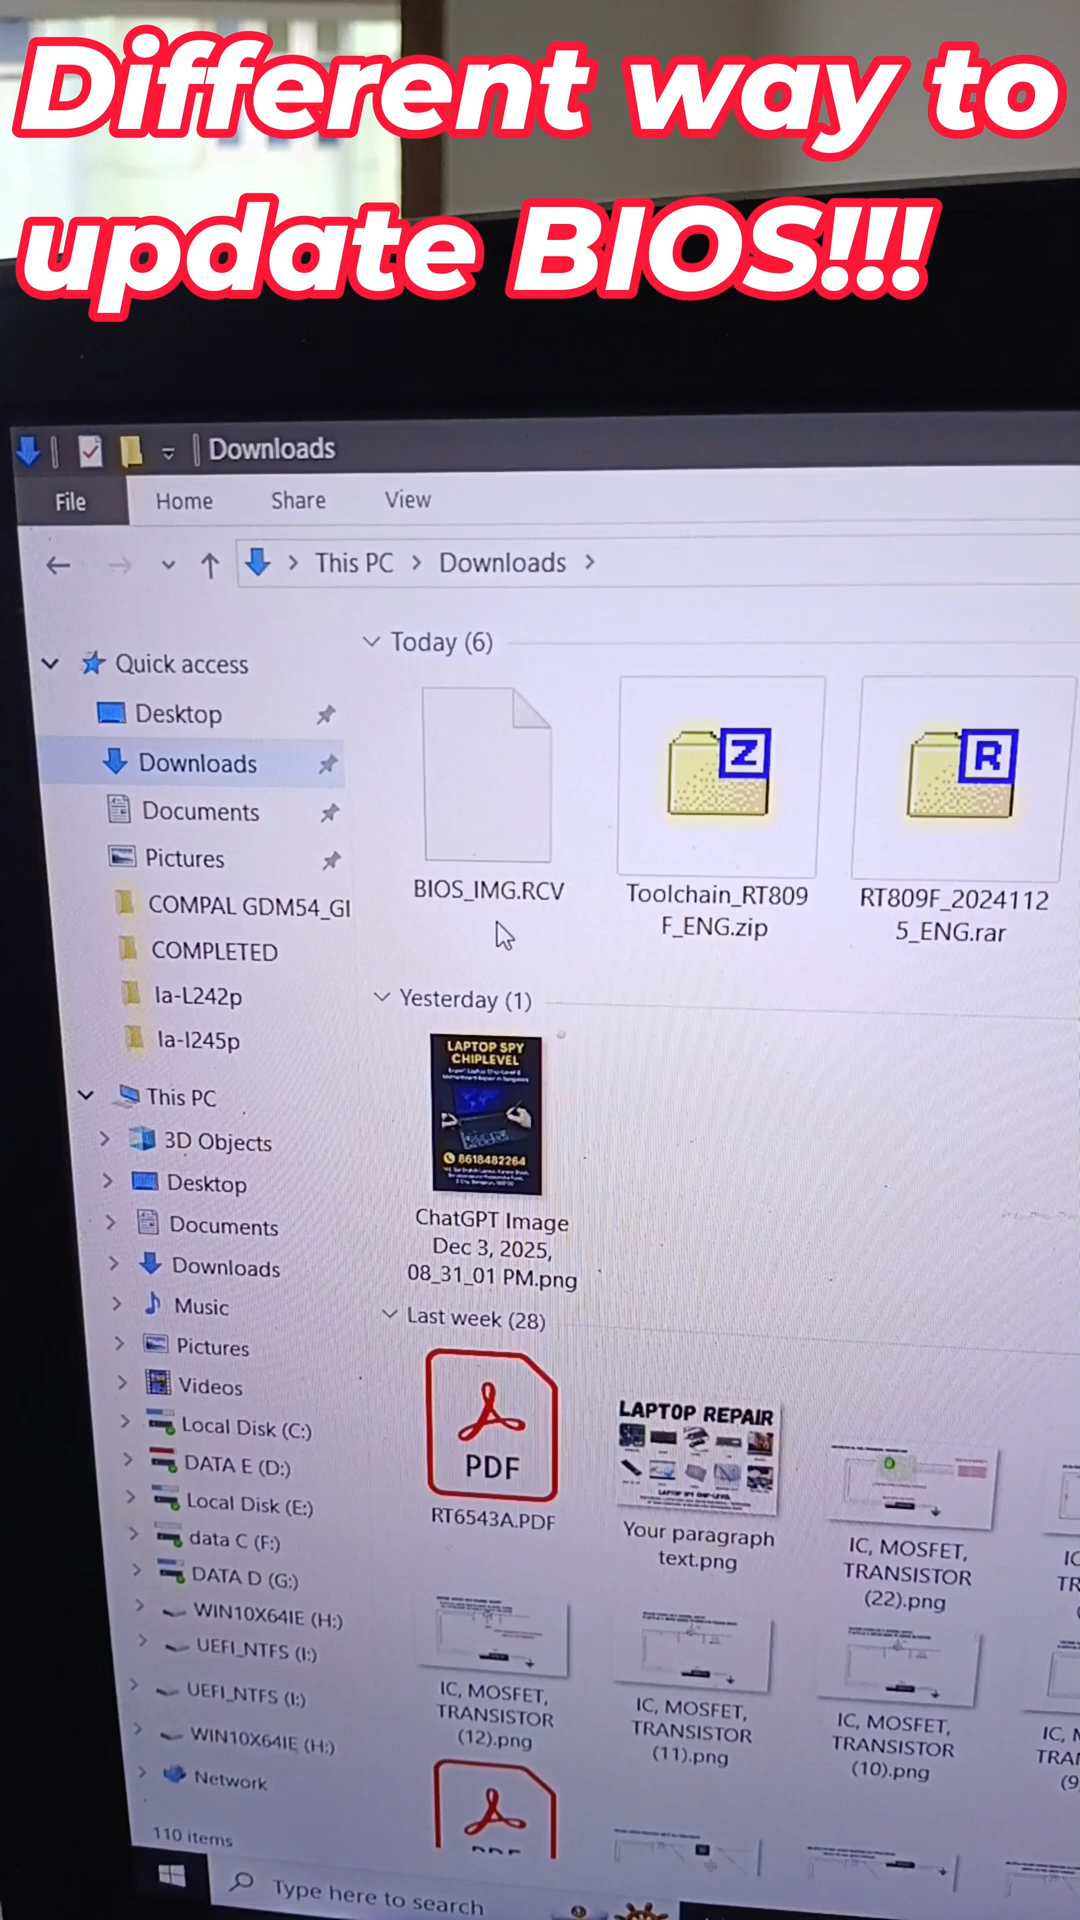 Different way to
update BIOS!!!
Downloads
File Home Share View
This PC > Downloads >
Quick access
Desktop
Downloads
Documents
Pictures
COMPAL GDM54_GI
COMPLETED
la-L242p
la-l245p
This PC
3D Objects
Desktop
Documents
Downloads
Music
Pictures
Videos
Local Disk (C:)
DATA E (D:)
Local Disk (E:)
data C (F:)
DATA D (G:)
WIN10X64IE (H:)
UEFI_NTFS (I:)
UEFI_NTFS (I:)
WIN10X64IE (H:)
Network
110 items
Today (6)
BIOS_IMG.RCV
Z
Toolchain_RT809
F_ENG.zip
R
RT809F_2024112
5_ENG.rar
Yesterday (1)
LAPTOP SPY
CHIPLEVEL
8618482264
ChatGPT Image
Dec 3, 2025,
08_31_01 PM.png
Last week (28)
PDF
RT6543A.PDF
LAPTOP REPAIR
Your paragraph
text.png
IC, MOSFET,
TRANSISTOR
(22).png
IC, MOSFET,
TRANSISTOR
(12).png
IC, MOSFET,
TRANSISTOR
(11).png
IC, MOSFET,
TRANSISTOR
(10).png
Type here to search